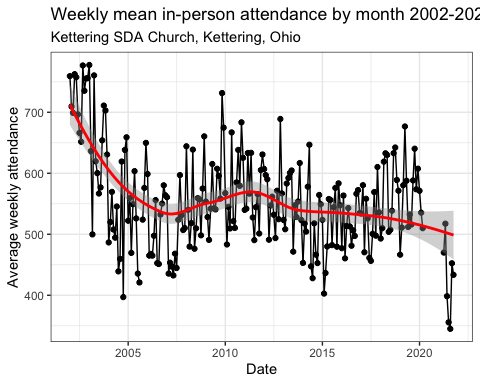 Weekly mean in-person attendance by month 2002-202
Kettering SDA Church, Kettering, Ohio
Average weekly attendance
700
600
500
400
2005
2010
2015
2020
Date